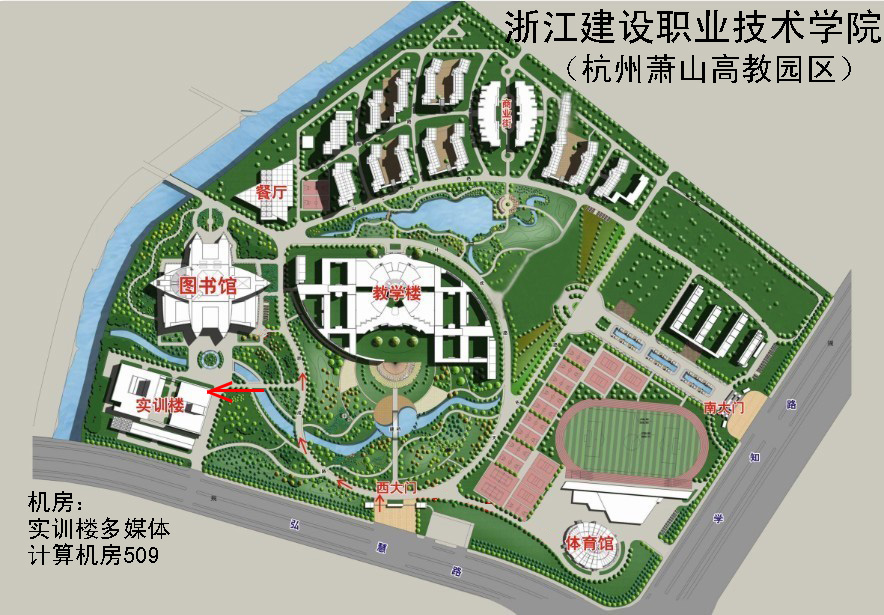 浙江建设职业技术学院
（杭州萧山高教园区）
商业街
餐厅
图书馆
教学楼
实训楼
南大门
西大门
体育馆
弘慧路
学知路
机房：
实训楼多媒体
计算机房509